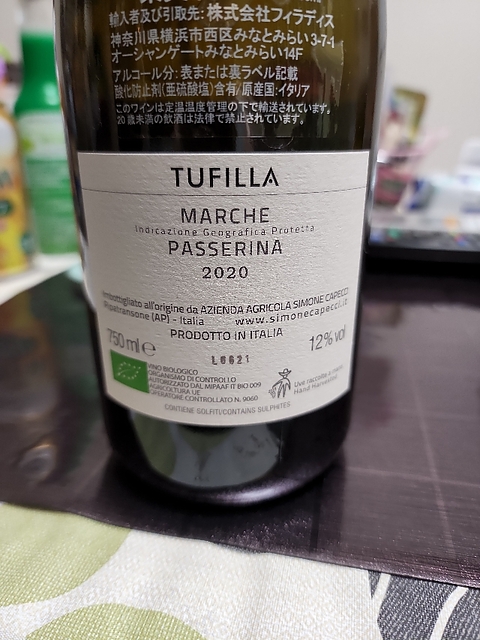 輸入者及び引取先: 株式会社フィラディス
神奈川県横浜市西区みなとみらい3-7-1
オーシャンゲートみなとみらい14F
アルコール分: 表または裏ラベル記載
酸化防止剤(亜硫酸塩)含有/原産国:イタリア
このワインは定温温度管理の下で輸送されています。
20歳未満の飲酒は法律で禁止されています。
TUFILLA
MARCHE
Indicazione Geografica Protetta
PASSERINA
2020
Imbottigliato all'origine da AZIENDA AGRICOLA SIMONE CAPECCI
Ripatransone (AP) - Italia www.simonecapecci.it
PRODOTTO IN ITALIA
750 ml e 12% vol
L0621
VINO BIOLOGICO
ORGANISMO DI CONTROLLO
AUTORIZZATO DAL MIPAAF IT BIO 009
AGRICOLTURA UE
OPERATORE CONTROLLATO N. 9060
Uve raccolte a mano
Hand Harvested
CONTIENE SOLFITI/CONTAINS SULPHITES